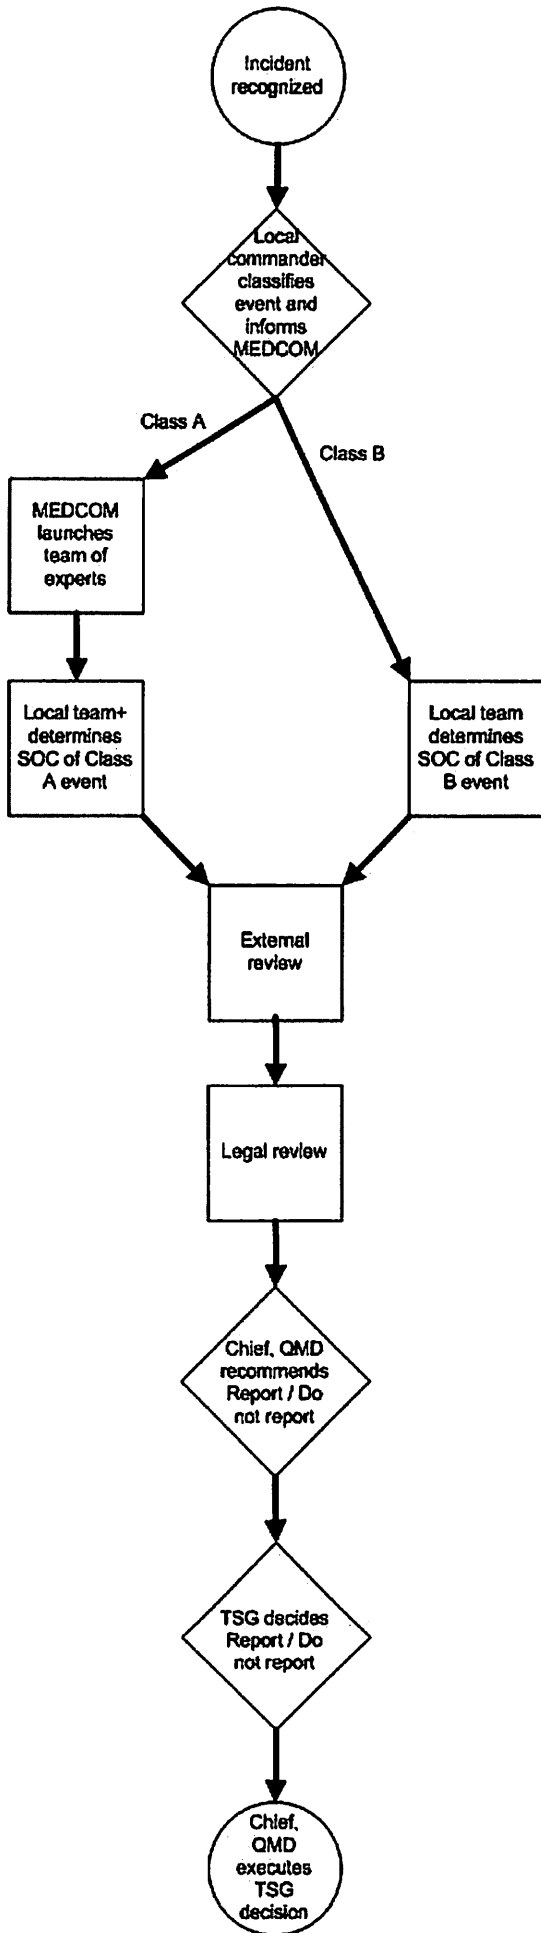 Incident
recognized
Local
commander
classifies
event and
informs
MEDCOM
Class A
Class B
MEDCOM
launches
team of
experts
Local team+
determines
SOC of Class
A event
Local team
determines
SOC of Class
B event
External
review
Legal review
Chief, QMD
recommends
Report / Do
not report
TSG decides
Report / Do
not report
Chief,
QMD
executes
TSG
decision